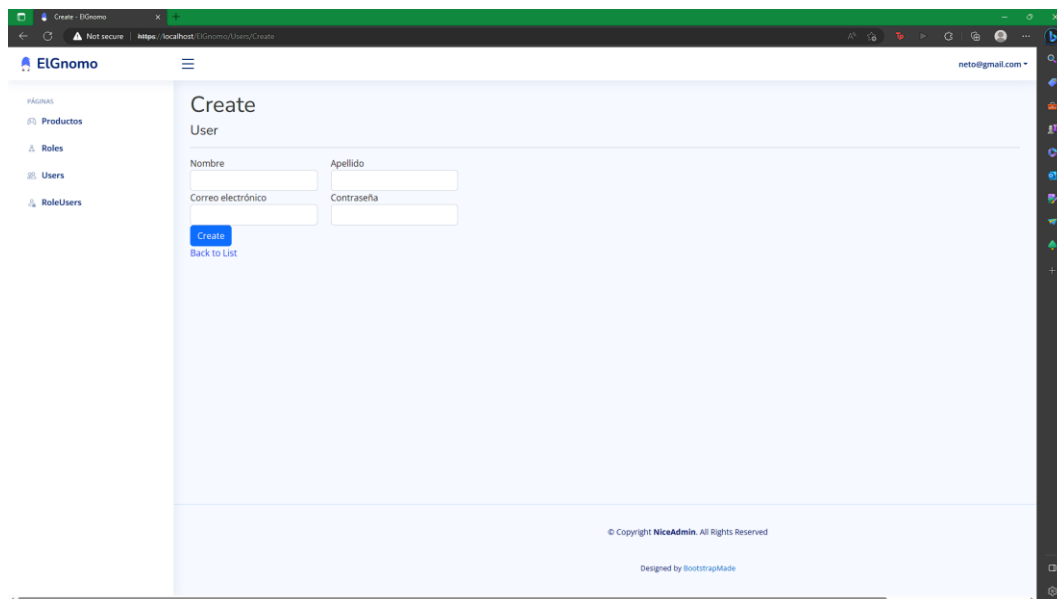 Create - ElGnomo
Not secure https://localhost/ElGnomo/Users/Create
ElGnomo neto@gmail.com
PÁGINAS
Productos
Roles
Users
RoleUsers
Create
User
Nombre Apellido
Correo electrónico Contraseña
Create
Back to List
© Copyright NiceAdmin. All Rights Reserved
Designed by BootstrapMade